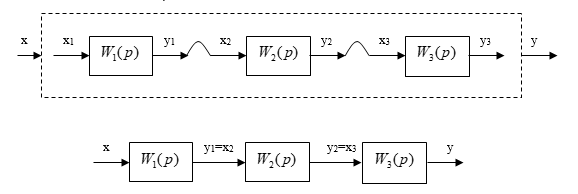 x x₁ W₁(p) y₁ x₂ W₂(p) y₂ x₃ W₃(p) y₃ y
x W₁(p) y₁=x₂ W₂(p) y₂=x₃ W₃(p) y